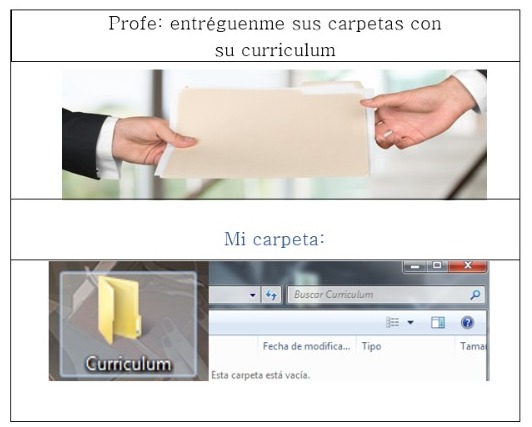 Profe: entréguenme sus carpetas con
su curriculum
Mi carpeta:
Buscar Curriculum
Fecha de modifica... Tipo Tamar
Curriculum
Esta carpeta está vacía.